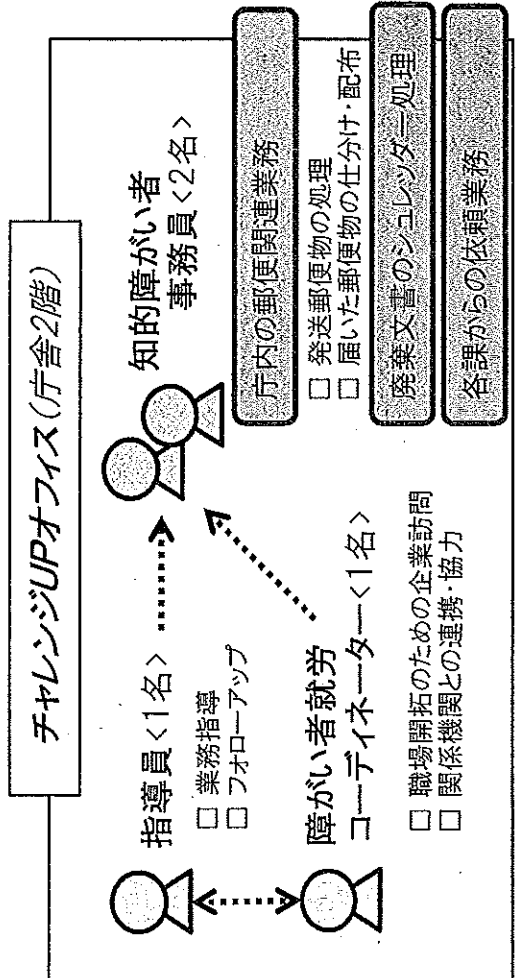 チャレンジUPオフィス(庁舎2階)
指導員<1名>
□ 業務指導
□ フォローアップ
障がい者就労
コーディネーター<1名>
□ 職場開拓のための企業訪問
□ 関係機関との連携・協力
知的障がい者
事務員<2名>
庁内の郵便関連業務
□ 発送郵便物の処理
□ 届いた郵便物の仕分け・配布
廃棄文書のシュレッダー処理
各課からの依頼業務